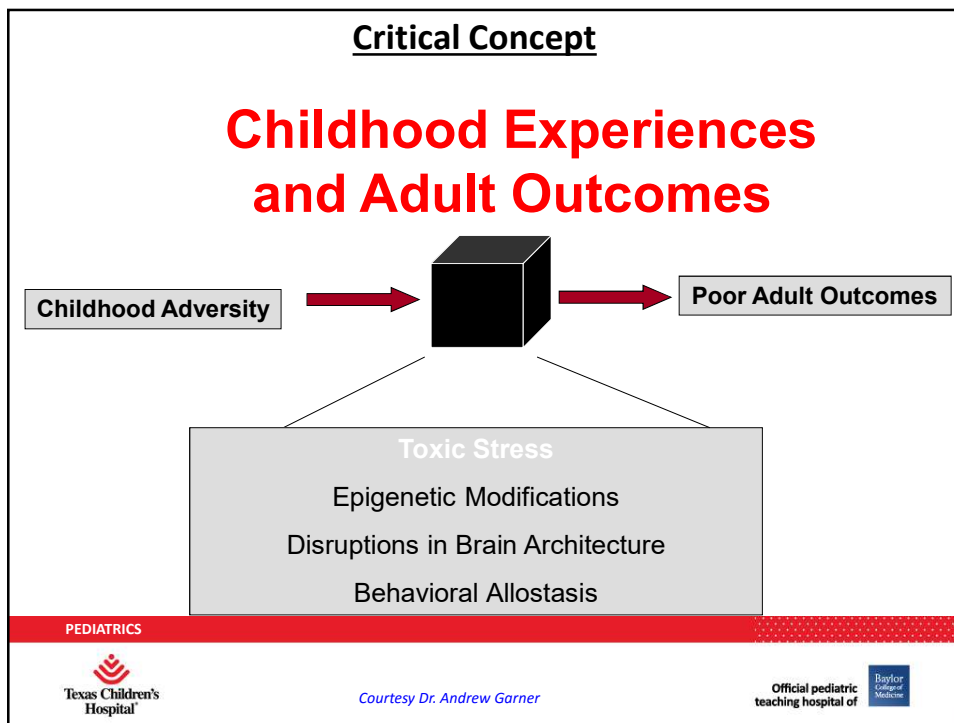 Critical Concept
Childhood Experiences
and Adult Outcomes
Childhood Adversity
Poor Adult Outcomes
Toxic Stress
Epigenetic Modifications
Disruptions in Brain Architecture
Behavioral Allostasis
PEDIATRICS
Texas Children's
Hospital®
Courtesy Dr. Andrew Garner
Official pediatric
teaching hospital of
Baylor
College of
Medicine